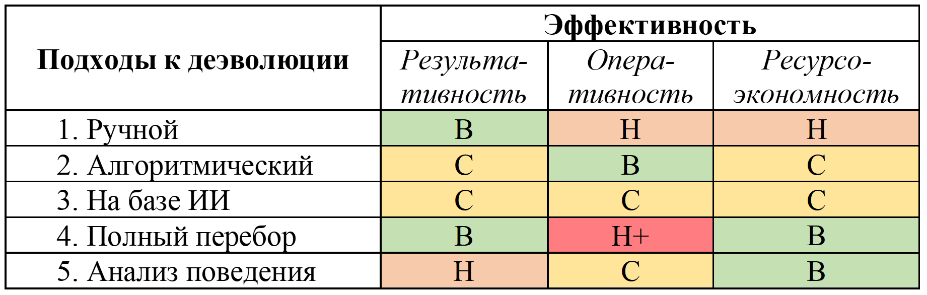 Подходы к деэволюции
Эффективность
Результа-
тивность
Опера-
тивность
Ресурсо-
экономность
1. Ручной В Н Н
2. Алгоритмический С В С
3. На базе ИИ С С С
4. Полный перебор В Н+ В
5. Анализ поведения Н С В